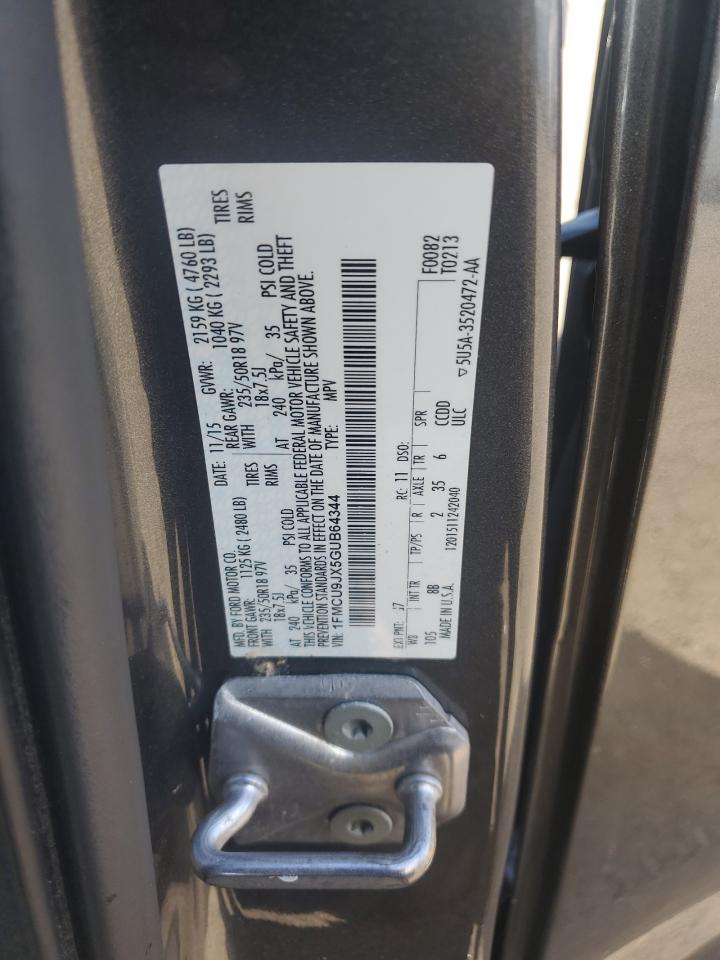 MFD. BY FORD MOTOR CO. DATE: 11/15 GVWR: 2159 KG ( 4760 LB)
FRONT GAWR: 1125 KG ( 2480 LB) REAR GAWR: 1040 KG ( 2293 LB)
WITH 235/50R18 97V TIRES WITH 235/50R18 97V TIRES
18x7.5J RIMS 18x7.5J RIMS
AT 240 kPa/ 35 PSI COLD AT 240 kPa/ 35 PSI COLD
THIS VEHICLE CONFORMS TO ALL APPLICABLE FEDERAL MOTOR VEHICLE SAFETY AND THEFT
PREVENTION STANDARDS IN EFFECT ON THE DATE OF MANUFACTURE SHOWN ABOVE.
VIN: 1FMCU9JX5GUB64344 TYPE: MPV
F0082
EXT PNT: J7 RC: 11 DSO: T0213
WB INT TR TP/PS R AXLE TR SPR
105 8B 2 35 6 CCDD
MADE IN U.S.A. 1201511242040 ULC ▽5U5A-3520472-AA